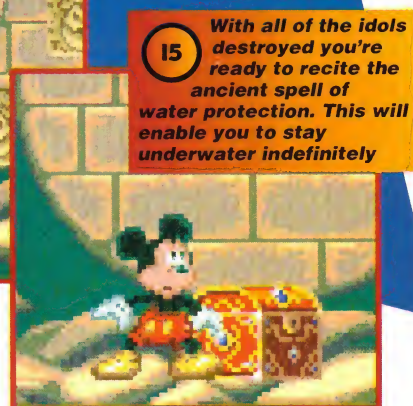 15
With all of the idols
destroyed you're
ready to recite the
ancient spell of
water protection. This will
enable you to stay
underwater indefinitely